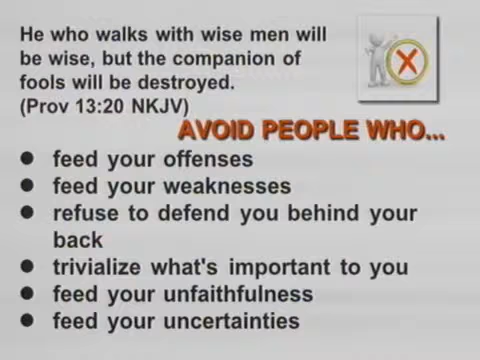 He who walks with wise men will
be wise, but the companion of
fools will be destroyed.
(Prov 13:20 NKJV)
AVOID PEOPLE WHO...
● feed your offenses
● feed your weaknesses
● refuse to defend you behind your
back
● trivialize what's important to you
● feed your unfaithfulness
● feed your uncertainties